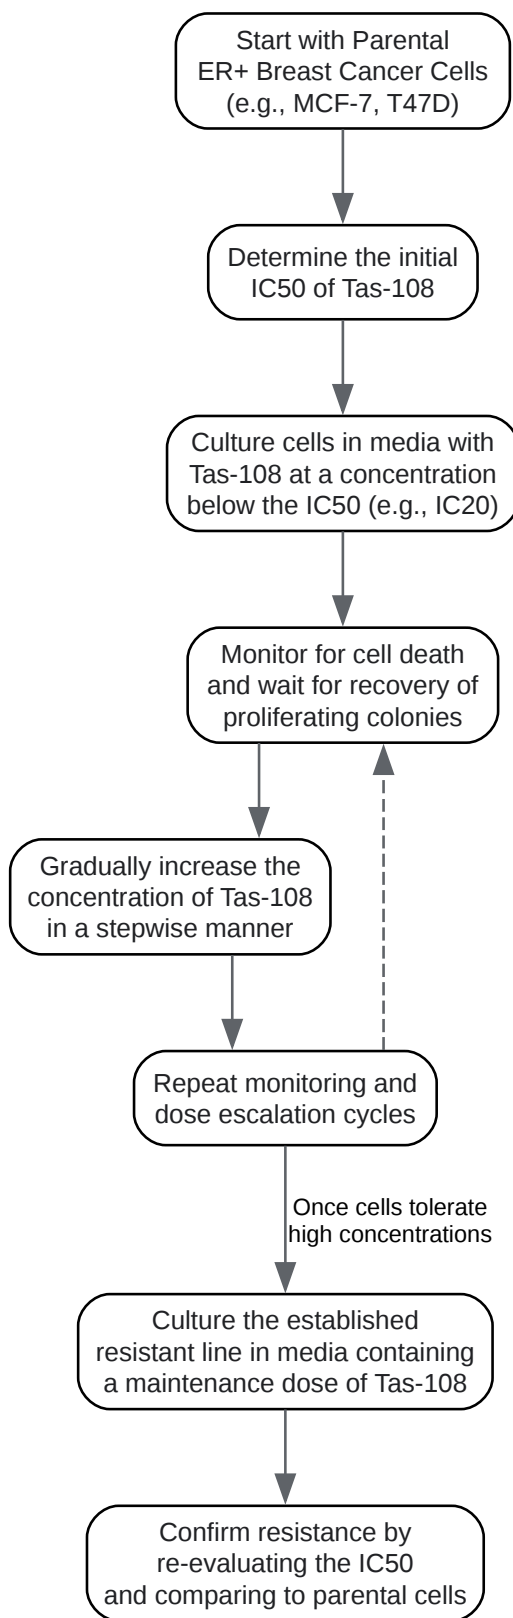 Start with Parental
ER+ Breast Cancer Cells
(e.g., MCF-7, T47D)
Determine the initial
IC50 of Tas-108
Culture cells in media with
Tas-108 at a concentration
below the IC50 (e.g., IC20)
Monitor for cell death
and wait for recovery of
proliferating colonies
Gradually increase the
concentration of Tas-108
in a stepwise manner
Repeat monitoring and
dose escalation cycles
Once cells tolerate
high concentrations
Culture the established
resistant line in media containing
a maintenance dose of Tas-108
Confirm resistance by
re-evaluating the IC50
and comparing to parental cells